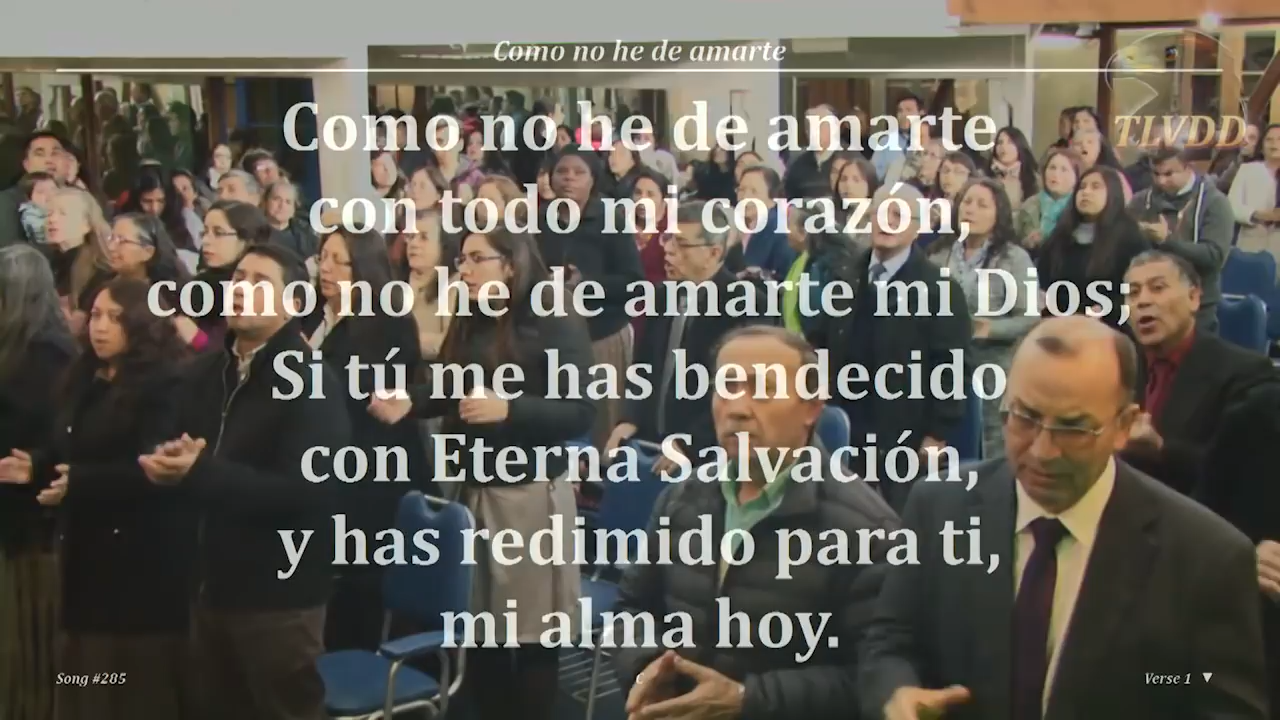 Como no he de amarte
TLVDD
Como no he de amarte
con todo mi corazón,
como no he de amarte mi Dios;
Si tú me has bendecido
con Eterna Salvación,
y has redimido para ti,
mi alma hoy.
Song #285
C
Verse 1 ▼